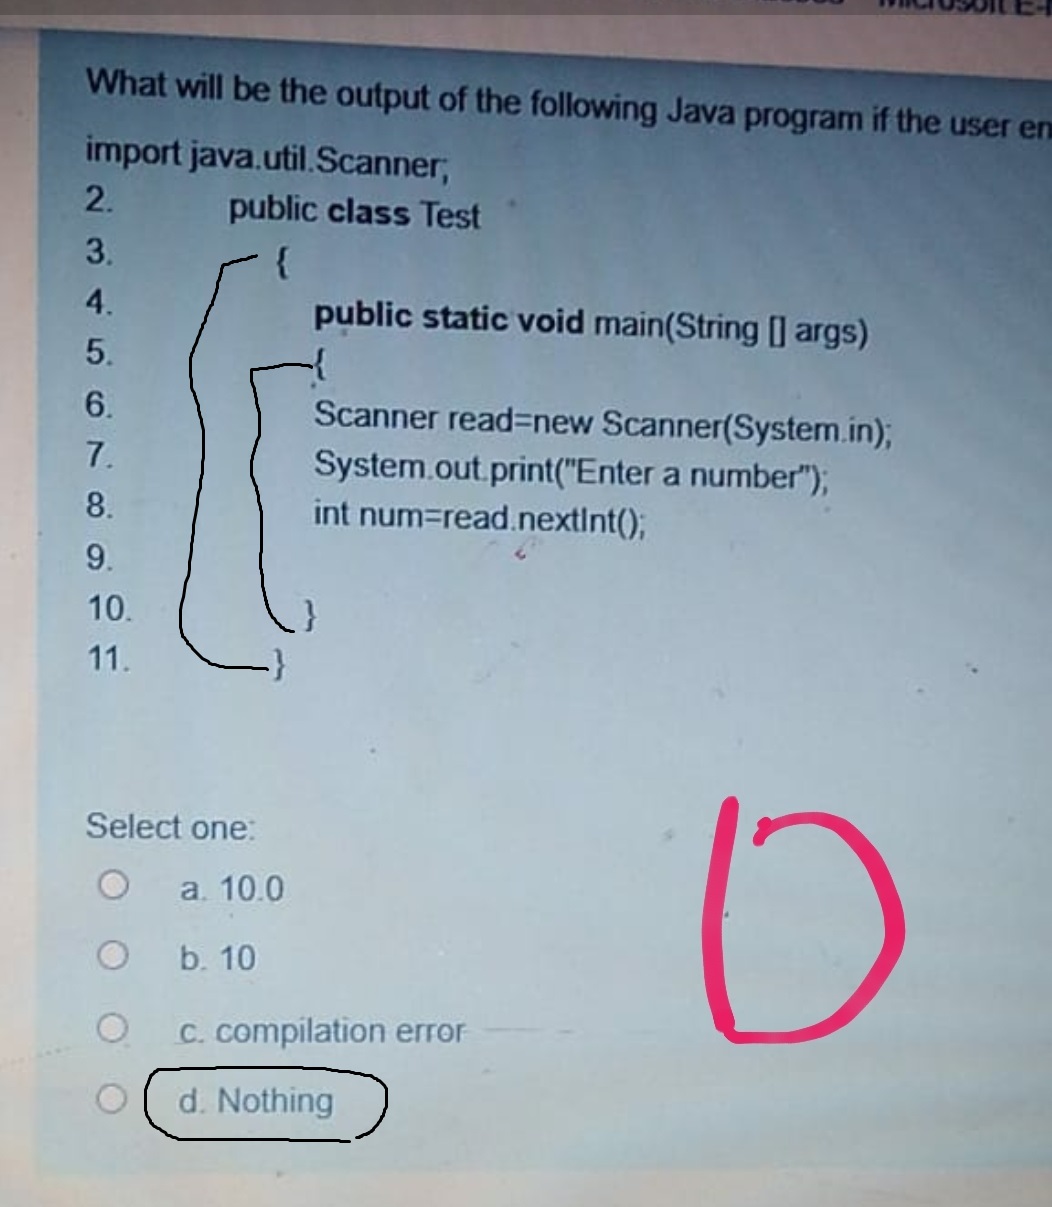 What will be the output of the following Java program if the user
import java.util.Scanner;
2. public class Test
3. {
4. public static void main(String [] args)
5. {
6. Scanner read=new Scanner(System.in);
7. System.out.print("Enter a number");
8. int num=read.nextInt();
9.
10. }
11. }
Select one:
a. 10.0
b. 10
c. compilation error
d. Nothing
D